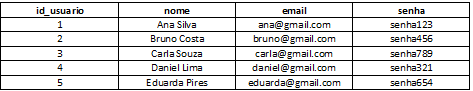 id_usuario nome email senha
1 Ana Silva ana@gmail.com senha123
2 Bruno Costa bruno@gmail.com senha456
3 Carla Souza carla@gmail.com senha789
4 Daniel Lima daniel@gmail.com senha321
5 Eduarda Pires eduarda@gmail.com senha654